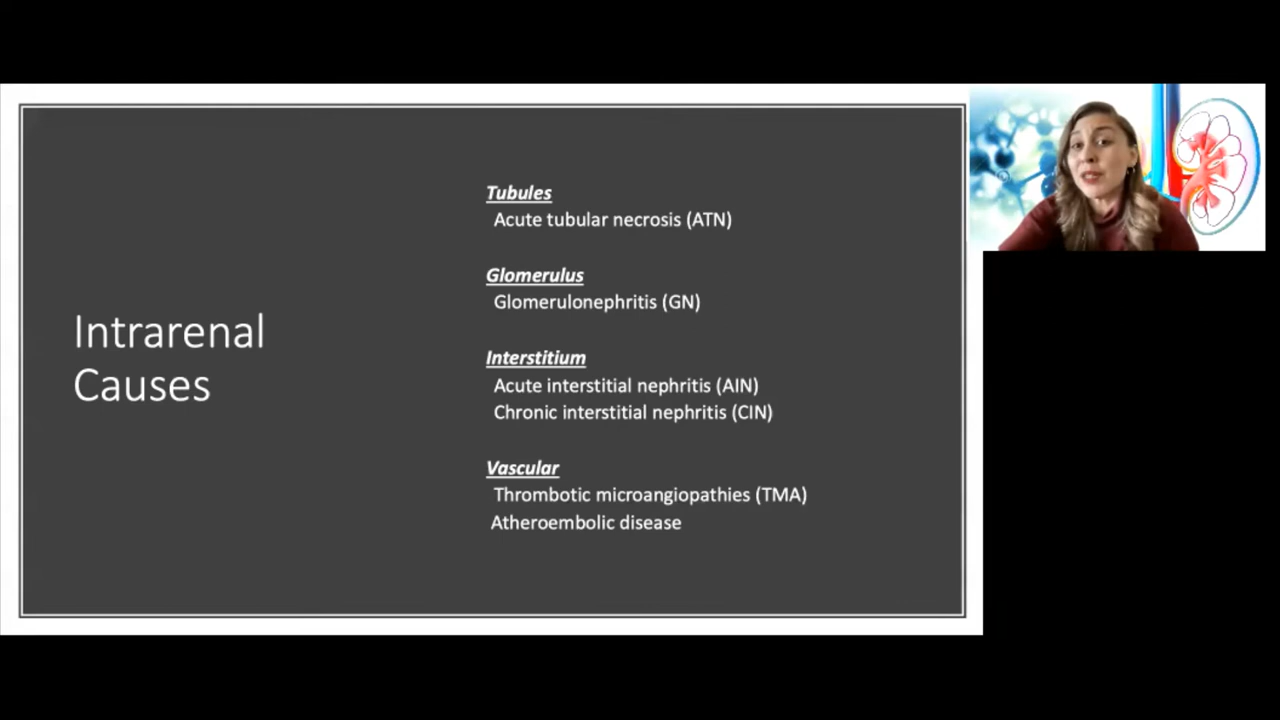 Intrarenal
Causes
Tubules
Acute tubular necrosis (ATN)
Glomerulus
Glomerulonephritis (GN)
Interstitium
Acute interstitial nephritis (AIN)
Chronic interstitial nephritis (CIN)
Vascular
Thrombotic microangiopathies (TMA)
Atheroembolic disease